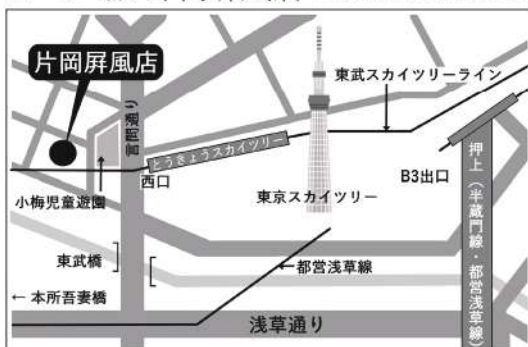 片岡屏風店
言問通り
東武スカイツリーライン
とうきょうスカイツリー
西口
東京スカイツリー
B3出口
小梅児童遊園
押上（半蔵門線・都営浅草線）
東武橋
←都営浅草線
← 本所吾妻橋
浅草通り